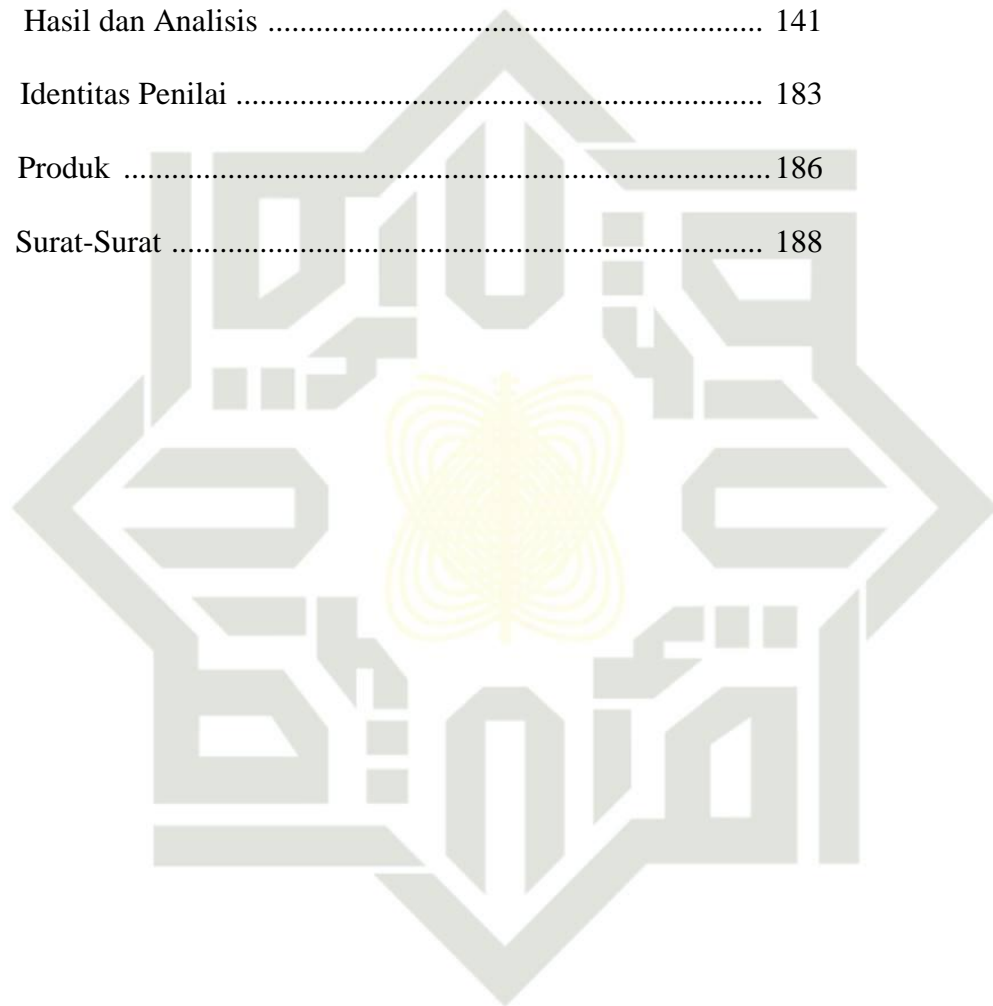 Hasil dan Analisis ........................................................... 141
Identitas Penilai ............................................................... 183
Produk ............................................................................. 186
Surat-Surat ...................................................................... 188